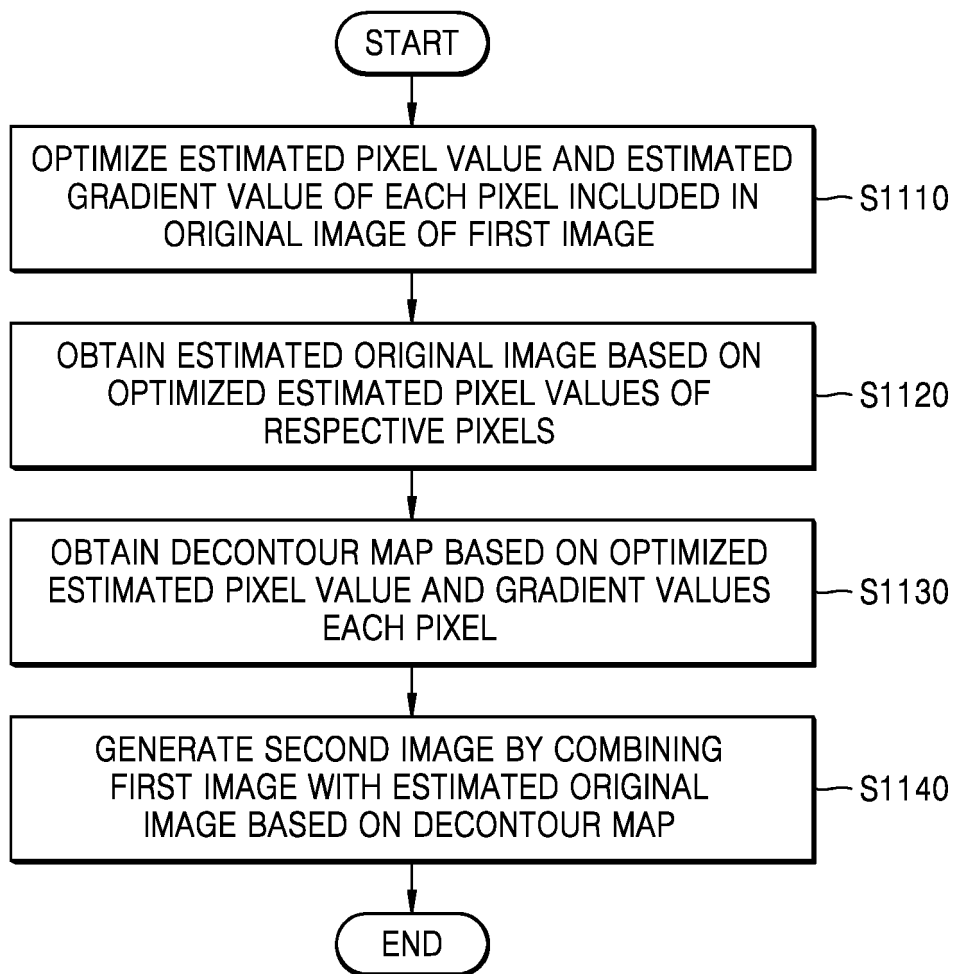 START
OPTIMIZE ESTIMATED PIXEL VALUE AND ESTIMATED
GRADIENT VALUE OF EACH PIXEL INCLUDED IN
ORIGINAL IMAGE OF FIRST IMAGE
S1110
OBTAIN ESTIMATED ORIGINAL IMAGE BASED ON
OPTIMIZED ESTIMATED PIXEL VALUES OF
RESPECTIVE PIXELS
S1120
OBTAIN DECONTOUR MAP BASED ON OPTIMIZED
ESTIMATED PIXEL VALUE AND GRADIENT VALUES
EACH PIXEL
S1130
GENERATE SECOND IMAGE BY COMBINING
FIRST IMAGE WITH ESTIMATED ORIGINAL
IMAGE BASED ON DECONTOUR MAP
S1140
END